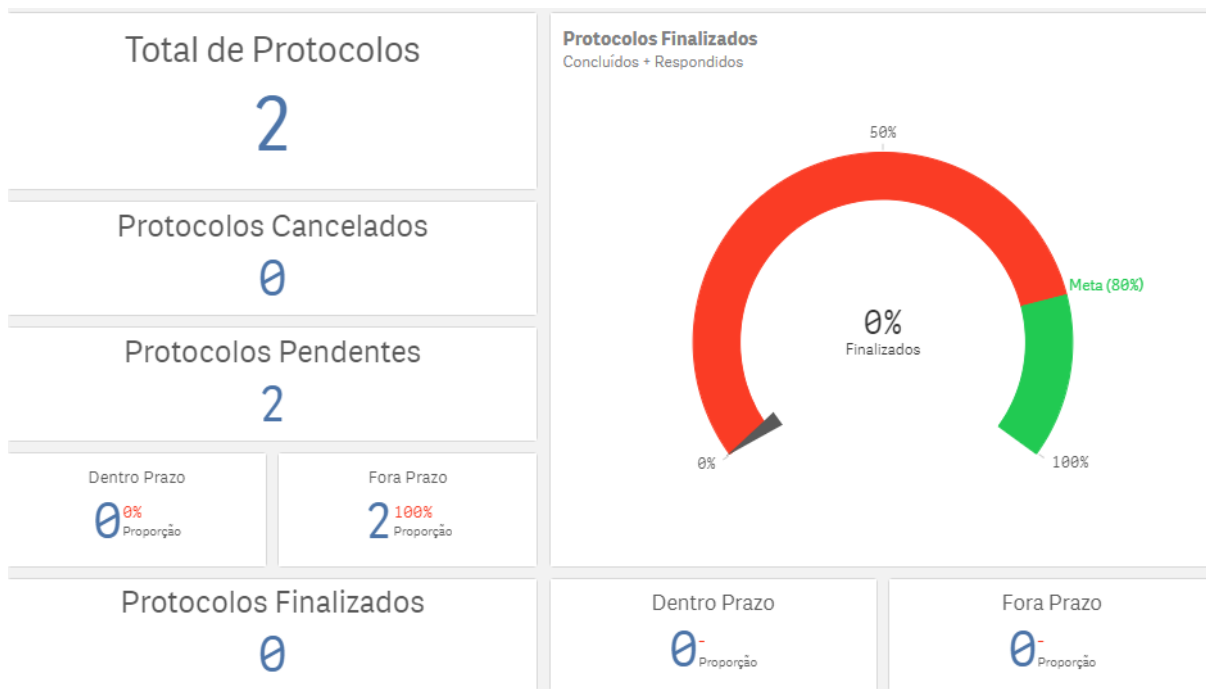 Total de Protocolos
2
Protocolos Cancelados
0
Protocolos Pendentes
2
Dentro Prazo
0 0%
Proporção
Fora Prazo
2 100%
Proporção
Protocolos Finalizados
0
Protocolos Finalizados
Concluídos + Respondidos
50%
Meta (80%)
0%
Finalizados
0%
100%
Dentro Prazo
0 -
Proporção
Fora Prazo
0 -
Proporção